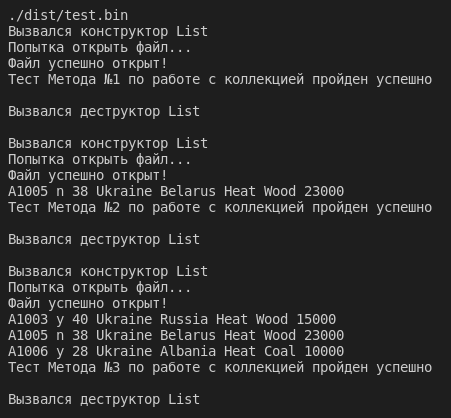 ./dist/test.bin
Вызвался конструктор List
Попытка открыть файл...
Файл успешно открыт!
Тест Метода №1 по работе с коллекцией пройден успешно
Вызвался деструктор List
Вызвался конструктор List
Попытка открыть файл...
Файл успешно открыт!
A1005 n 38 Ukraine Belarus Heat Wood 23000
Тест Метода №2 по работе с коллекцией пройден успешно
Вызвался деструктор List
Вызвался конструктор List
Попытка открыть файл...
Файл успешно открыт!
A1003 y 40 Ukraine Russia Heat Wood 15000
A1005 n 38 Ukraine Belarus Heat Wood 23000
A1006 y 28 Ukraine Albania Heat Coal 10000
Тест Метода №3 по работе с коллекцией пройден успешно
Вызвался деструктор List